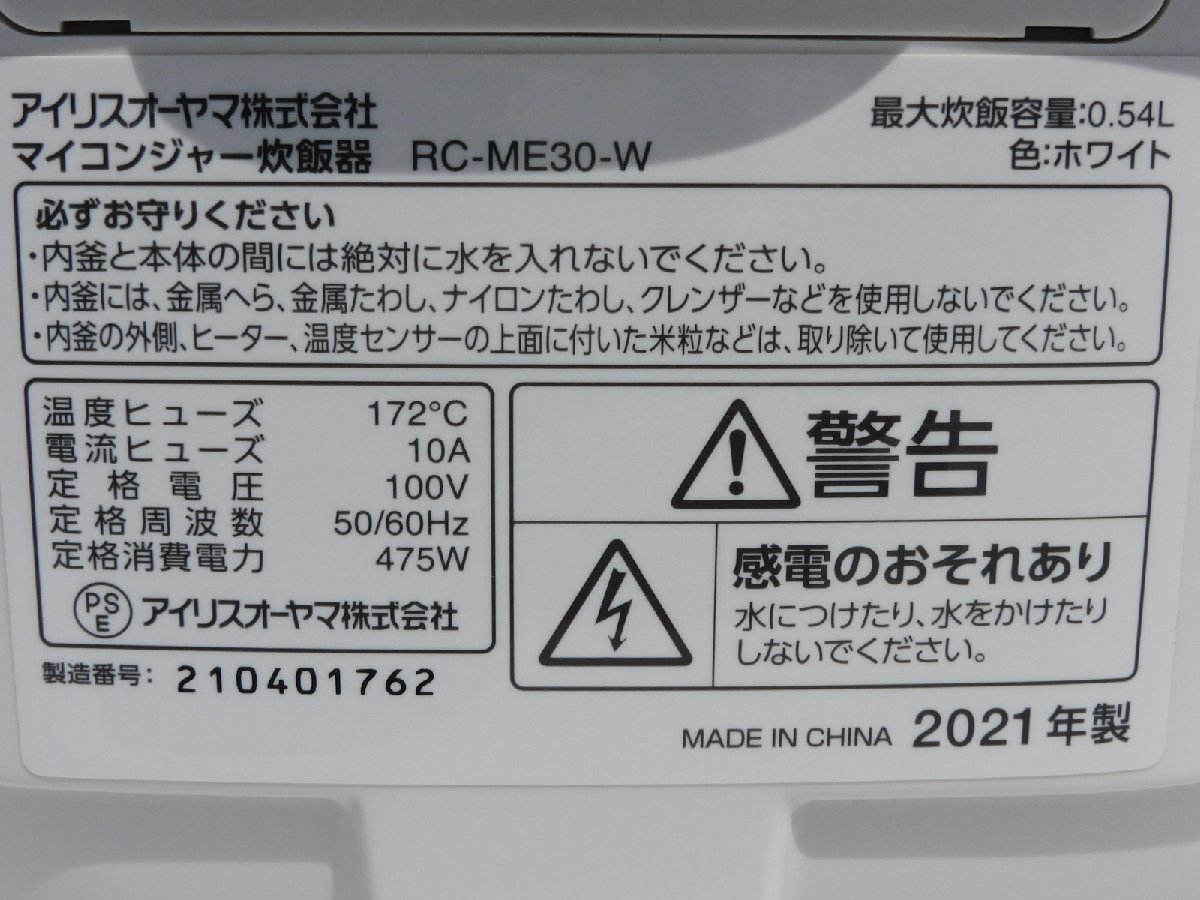 アイリスオーヤマ株式会社
マイコンジャー炊飯器 RC-ME30-W
最大炊飯容量:0.54L
色:ホワイト
必ずお守りください
・内釜と本体の間には絶対に水を入れないでください。
・内釜には、金属へら、金属たわし、ナイロンたわし、クレンザーなどを使用しないでください。
・内釜の外側、ヒーター、温度センサーの上面に付いた米粒などは、取り除いて使用してください。
温度ヒューズ 172°C
電流ヒューズ 10A
定格電圧 100V
定格周波数 50/60Hz
定格消費電力 475W
PSE アイリスオーヤマ株式会社
製造番号: 210401762
警告
感電のおそれあり
水につけたり、水をかけたり
しないでください。
MADE IN CHINA 2021年製